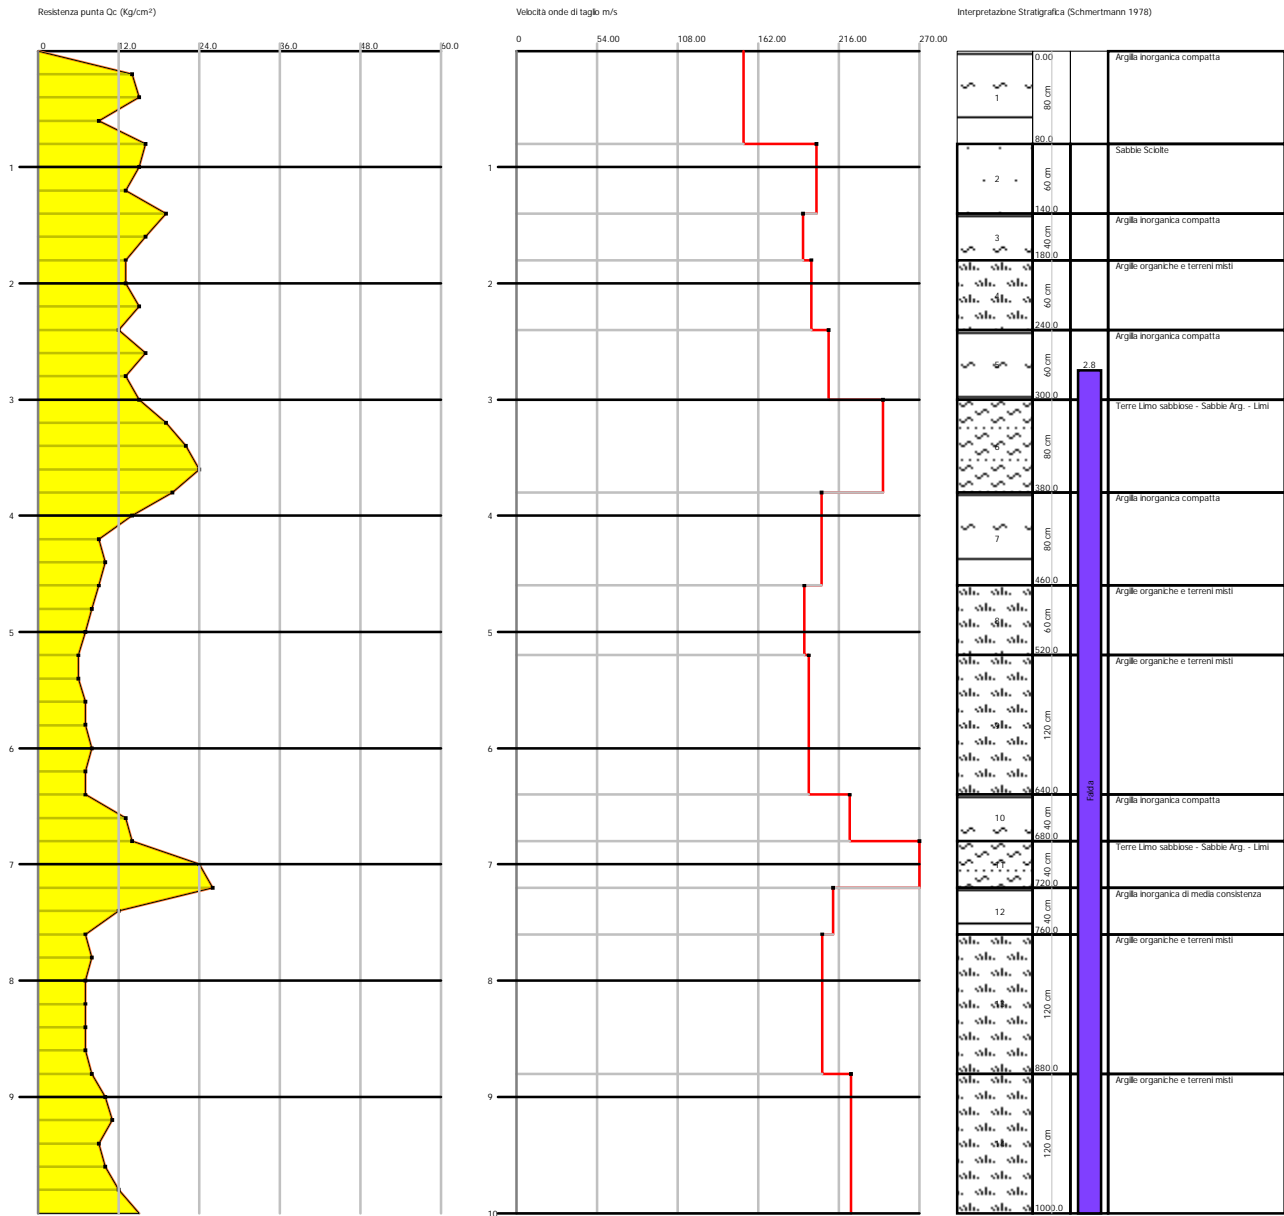 Resistenza punta Qc (Kg/cm²)
Velocità onde di taglio m/s
Interpretazione Stratigrafica (Schmertmann 1978)
0 12.0 24.0 36.0 48.0 60.0
0 54.00 108.00 162.00 216.00 270.00
1
2
3
4
5
6
7
8
9
1
2
3
4
5
6
7
8
9
10
0.00
1
80 cm
Argilla inorganica compatta
80.0
2
60 cm
Sabbie Sciolte
140.0
3
40 cm
Argilla inorganica compatta
180.0
60 cm
Argille organiche e terreni misti
240.0
5
60 cm
Argilla inorganica compatta
2.8
300.0
6
80 cm
Terre Limo sabbiose - Sabbie Arg. - Limi
380.0
7
80 cm
Argilla inorganica compatta
460.0
8
60 cm
Argille organiche e terreni misti
520.0
9
120 cm
Argille organiche e terreni misti
Falda
640.0
10
40 cm
Argilla inorganica compatta
680.0
11
40 cm
Terre Limo sabbiose - Sabbie Arg. - Limi
720.0
12
40 cm
Argilla inorganica di media consistenza
760.0
13
120 cm
Argille organiche e terreni misti
880.0
14
120 cm
Argille organiche e terreni misti
1000.0